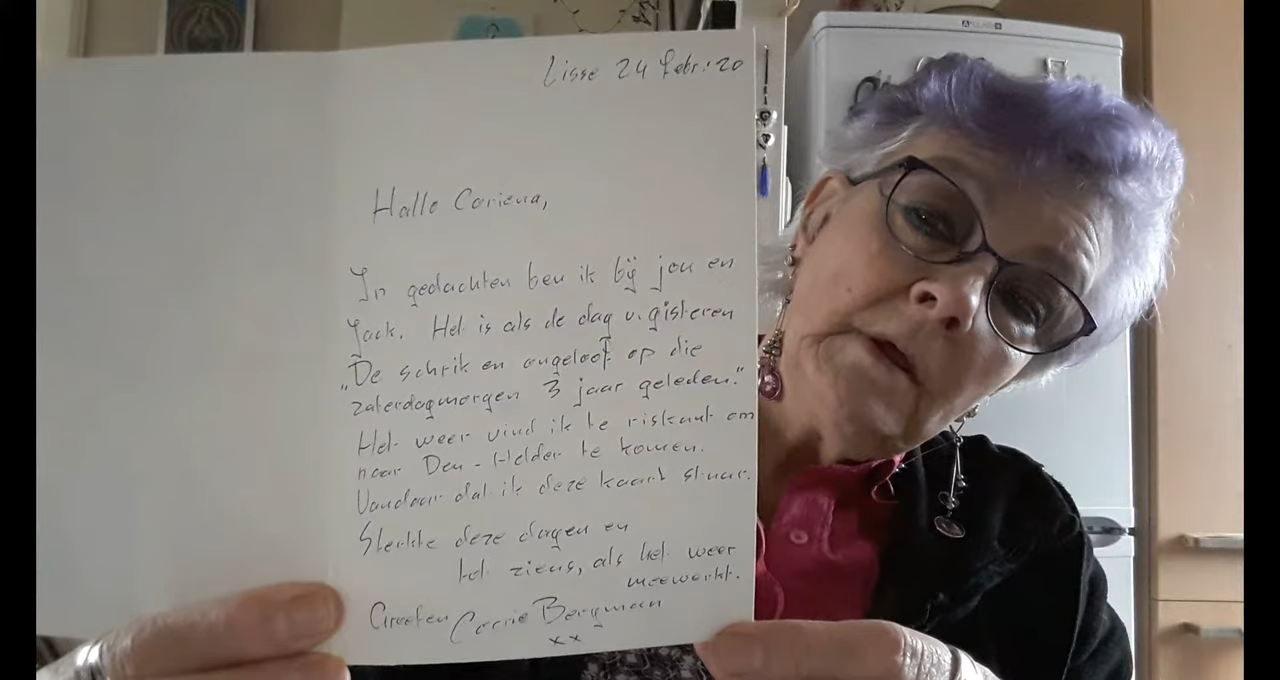 Lisse 24 febr. '20
Hallo Coriena,
In gedachten ben ik bij jou en
Jack. Het is als de dag v. gisteren
„De schrik en ongeloof op die
zaterdagmorgen 3 jaar geleden."
Het weer vind ik te riskant om
naar Den-Helder te komen.
Vandaar dat ik deze kaart stuur.
Sterkte deze dagen en
tot ziens, als het weer
meewerkt.
Groeten Corrie Bergman
xx